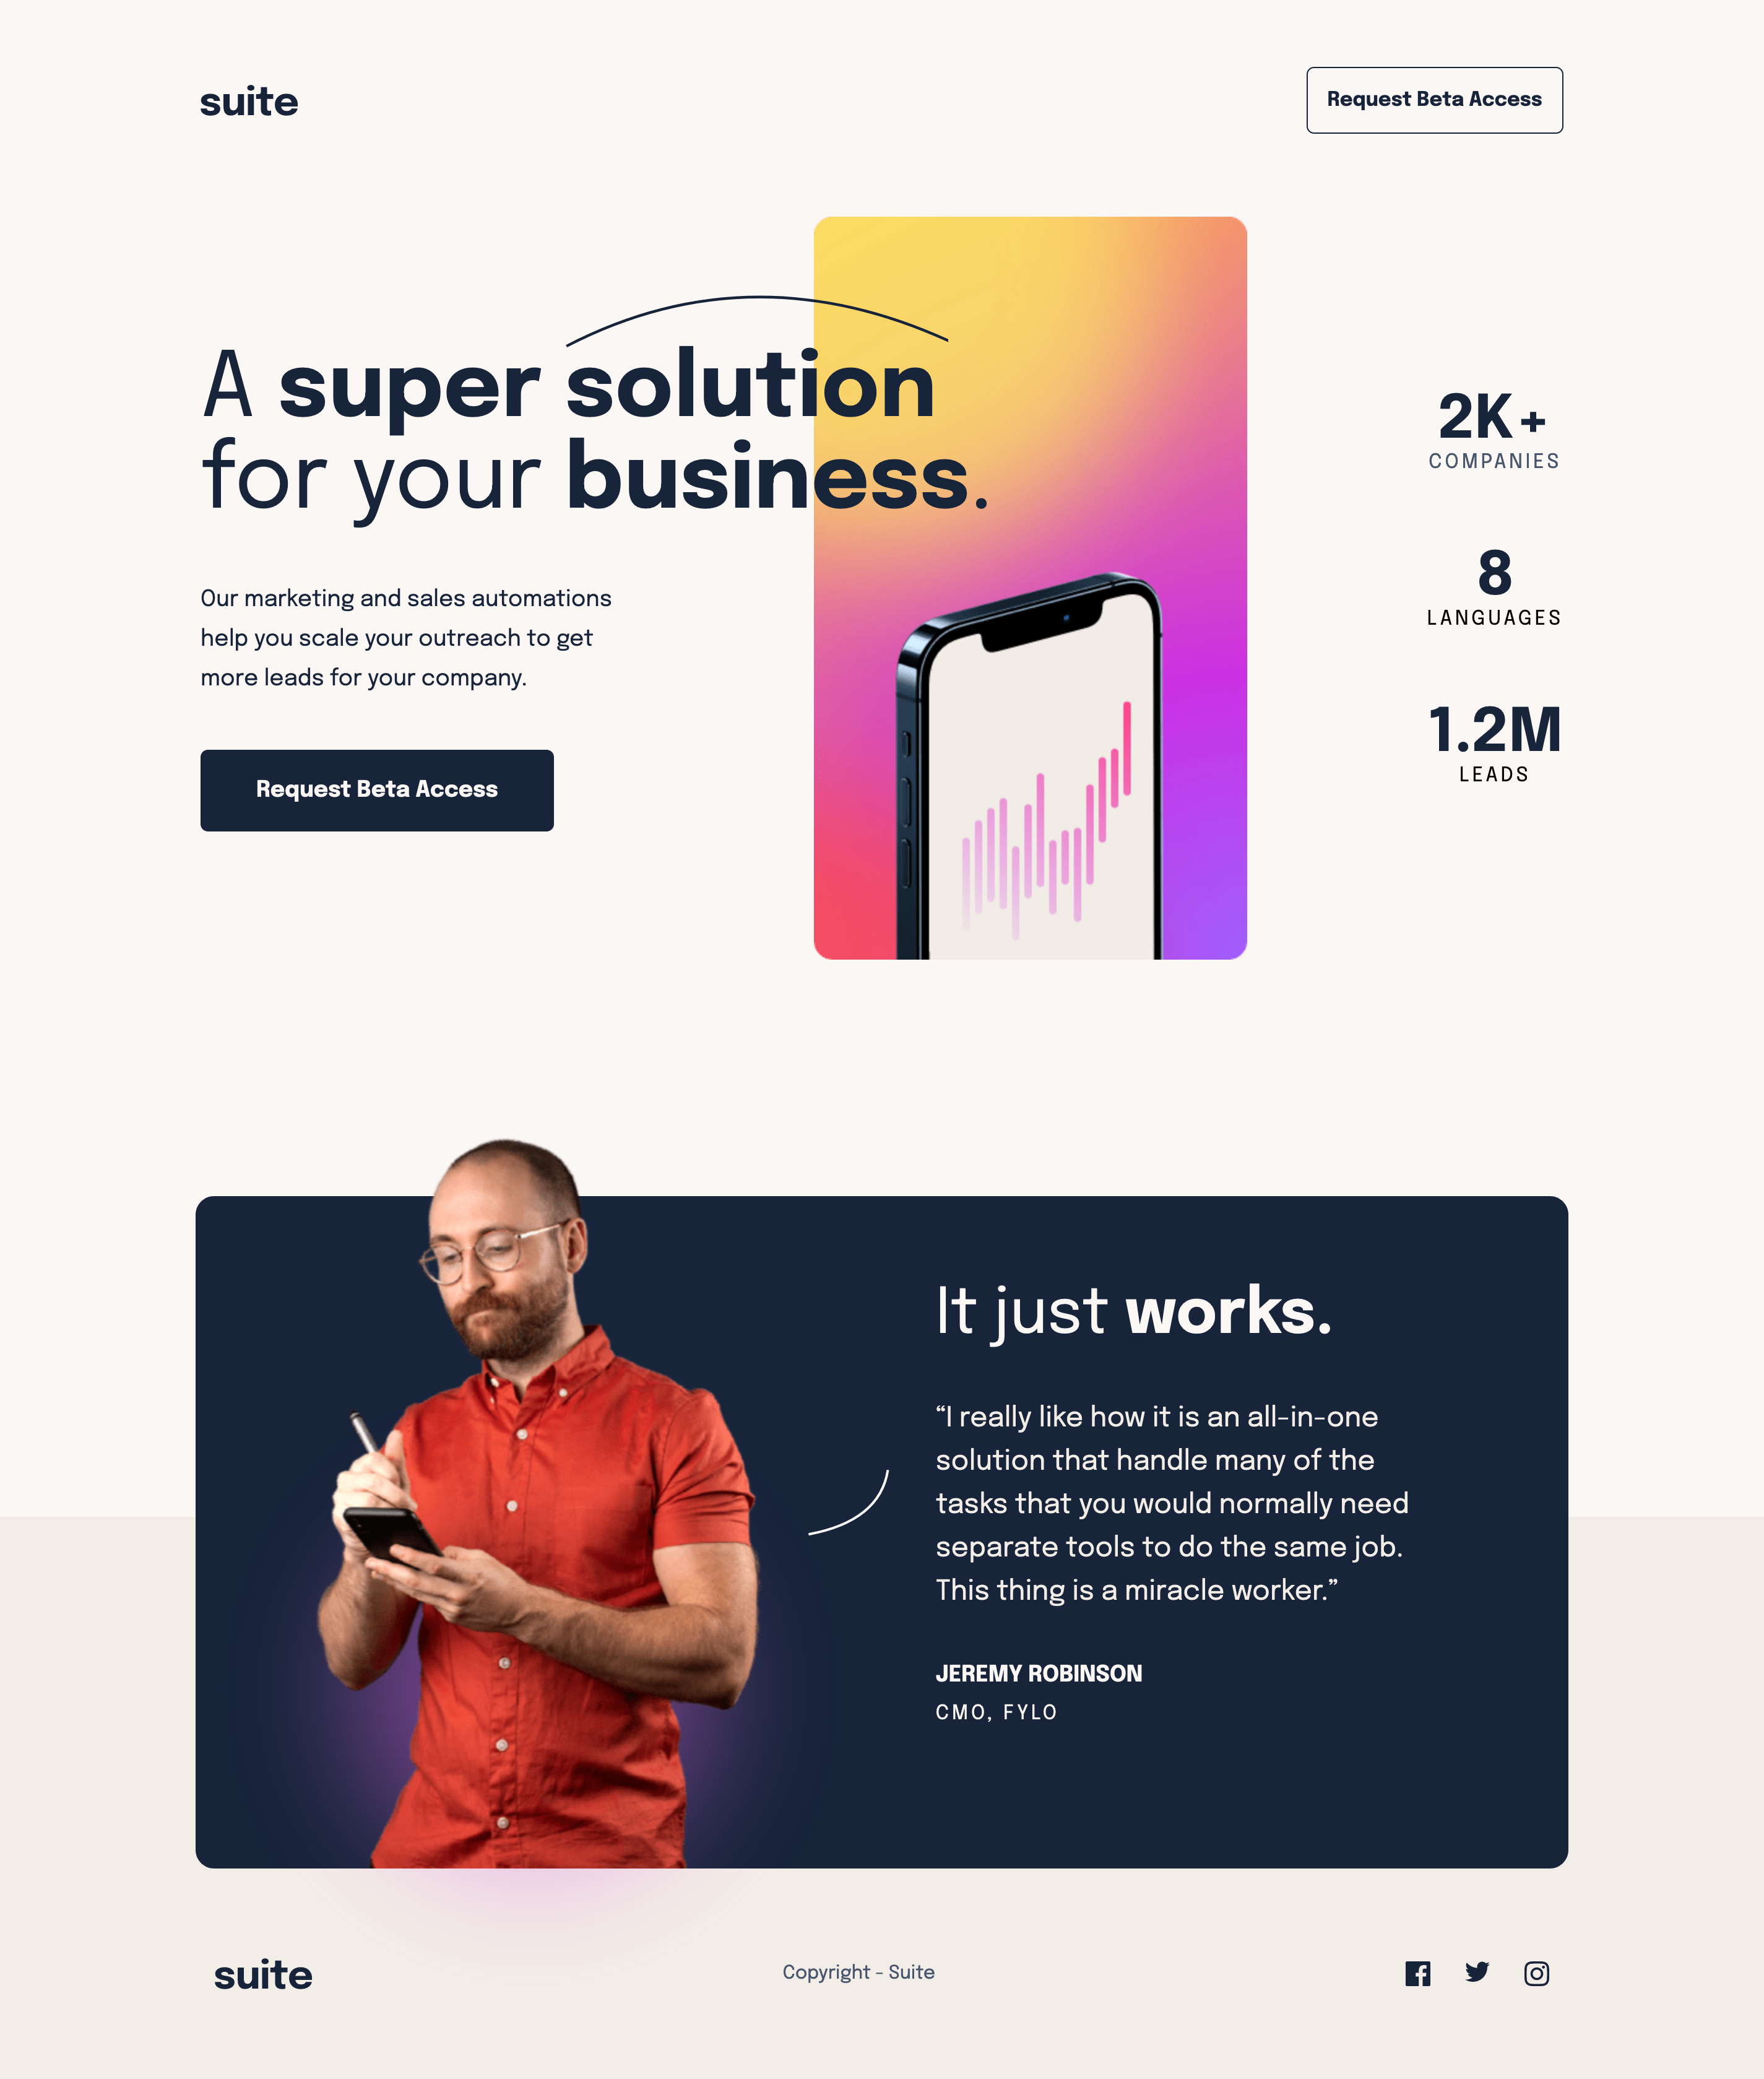 suite
Request Beta Access
A super solution
for your business.
Our marketing and sales automations
help you scale your outreach to get
more leads for your company.
Request Beta Access
2K+
COMPANIES
8
LANGUAGES
1.2M
LEADS
It just works.
“I really like how it is an all-in-one
solution that handle many of the
tasks that you would normally need
separate tools to do the same job.
This thing is a miracle worker.”
JEREMY ROBINSON
CMO, FYLO
suite
Copyright - Suite